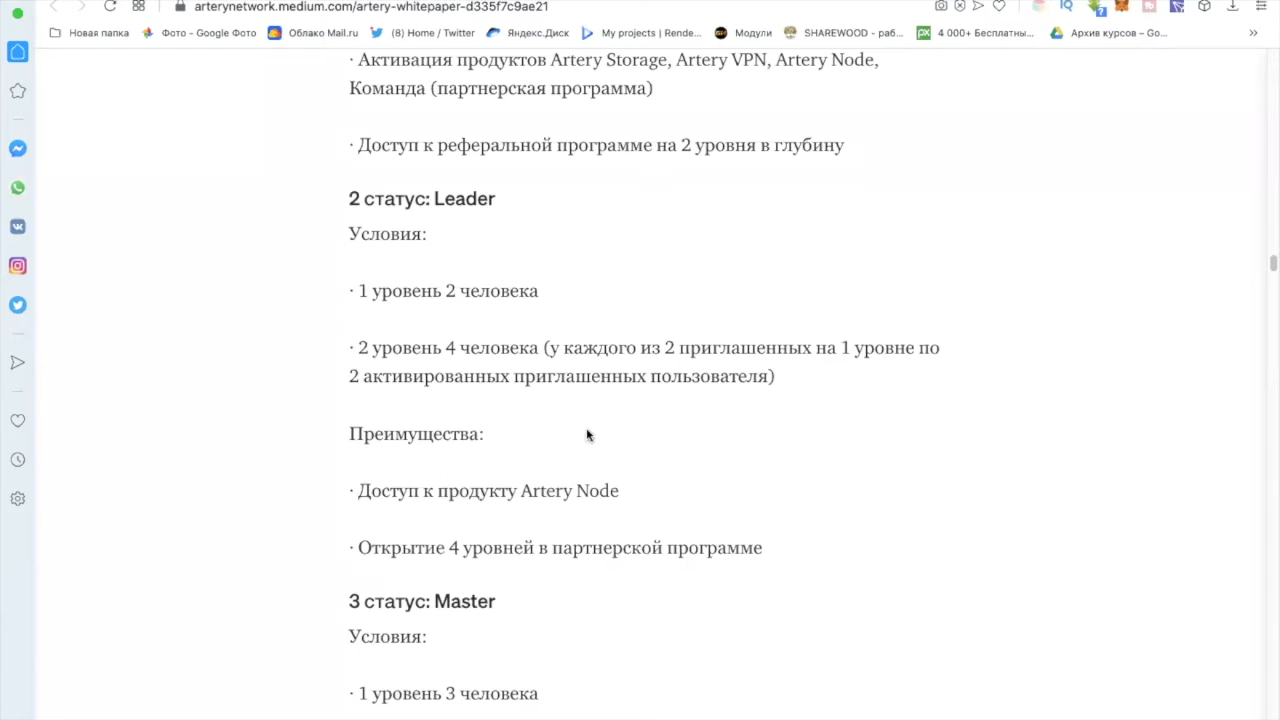 arterynetwork.medium.com/artery-whitepaper-d335f7c9ae21
Новая папка
Фото - Google Фото
Облако Mail.ru
(8) Home / Twitter
Яндекс.Диск
My projects | Rende...
Модули
SHAREWOOD - раб...
4 000+ Бесплатны...
Архив курсов – Go...
· Активация продуктов Artery Storage, Artery VPN, Artery Node,
Команда (партнерская программа)
· Доступ к реферальной программе на 2 уровня в глубину
2 статус: Leader
Условия:
· 1 уровень 2 человека
· 2 уровень 4 человека (у каждого из 2 приглашенных на 1 уровне по
2 активированных приглашенных пользователя)
Преимущества:
· Доступ к продукту Artery Node
· Открытие 4 уровней в партнерской программе
3 статус: Master
Условия:
· 1 уровень 3 человека